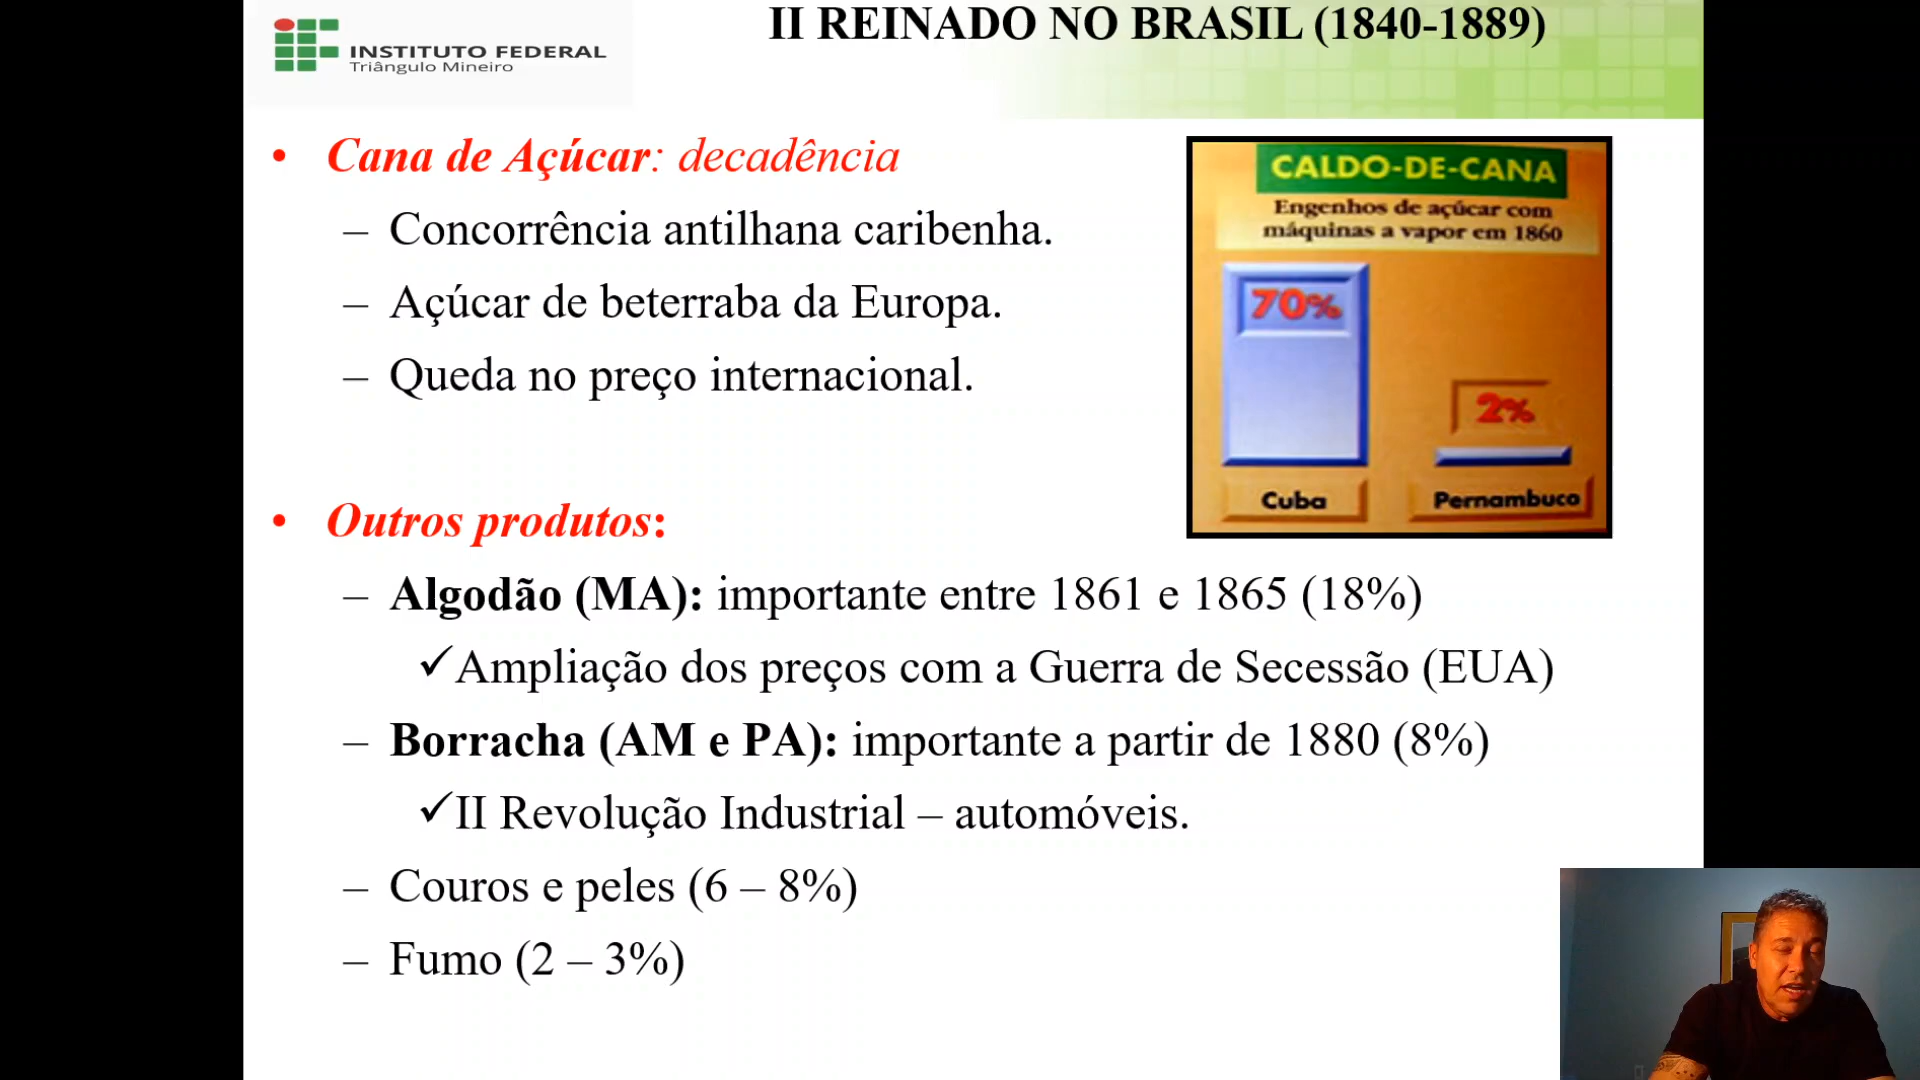 INSTITUTO FEDERAL
Triângulo Mineiro
II REINADO NO BRASIL (1840-1889)
• Cana de Açúcar: decadência
– Concorrência antilhana caribenha.
– Açúcar de beterraba da Europa.
– Queda no preço internacional.
CALDO-DE-CANA
Engenhos de açúcar com
máquinas a vapor em 1860
70%
2%
Cuba
Pernambuco
• Outros produtos:
– Algodão (MA): importante entre 1861 e 1865 (18%)
✓Ampliação dos preços com a Guerra de Secessão (EUA)
– Borracha (AM e PA): importante a partir de 1880 (8%)
✓II Revolução Industrial – automóveis.
– Couros e peles (6 – 8%)
– Fumo (2 – 3%)